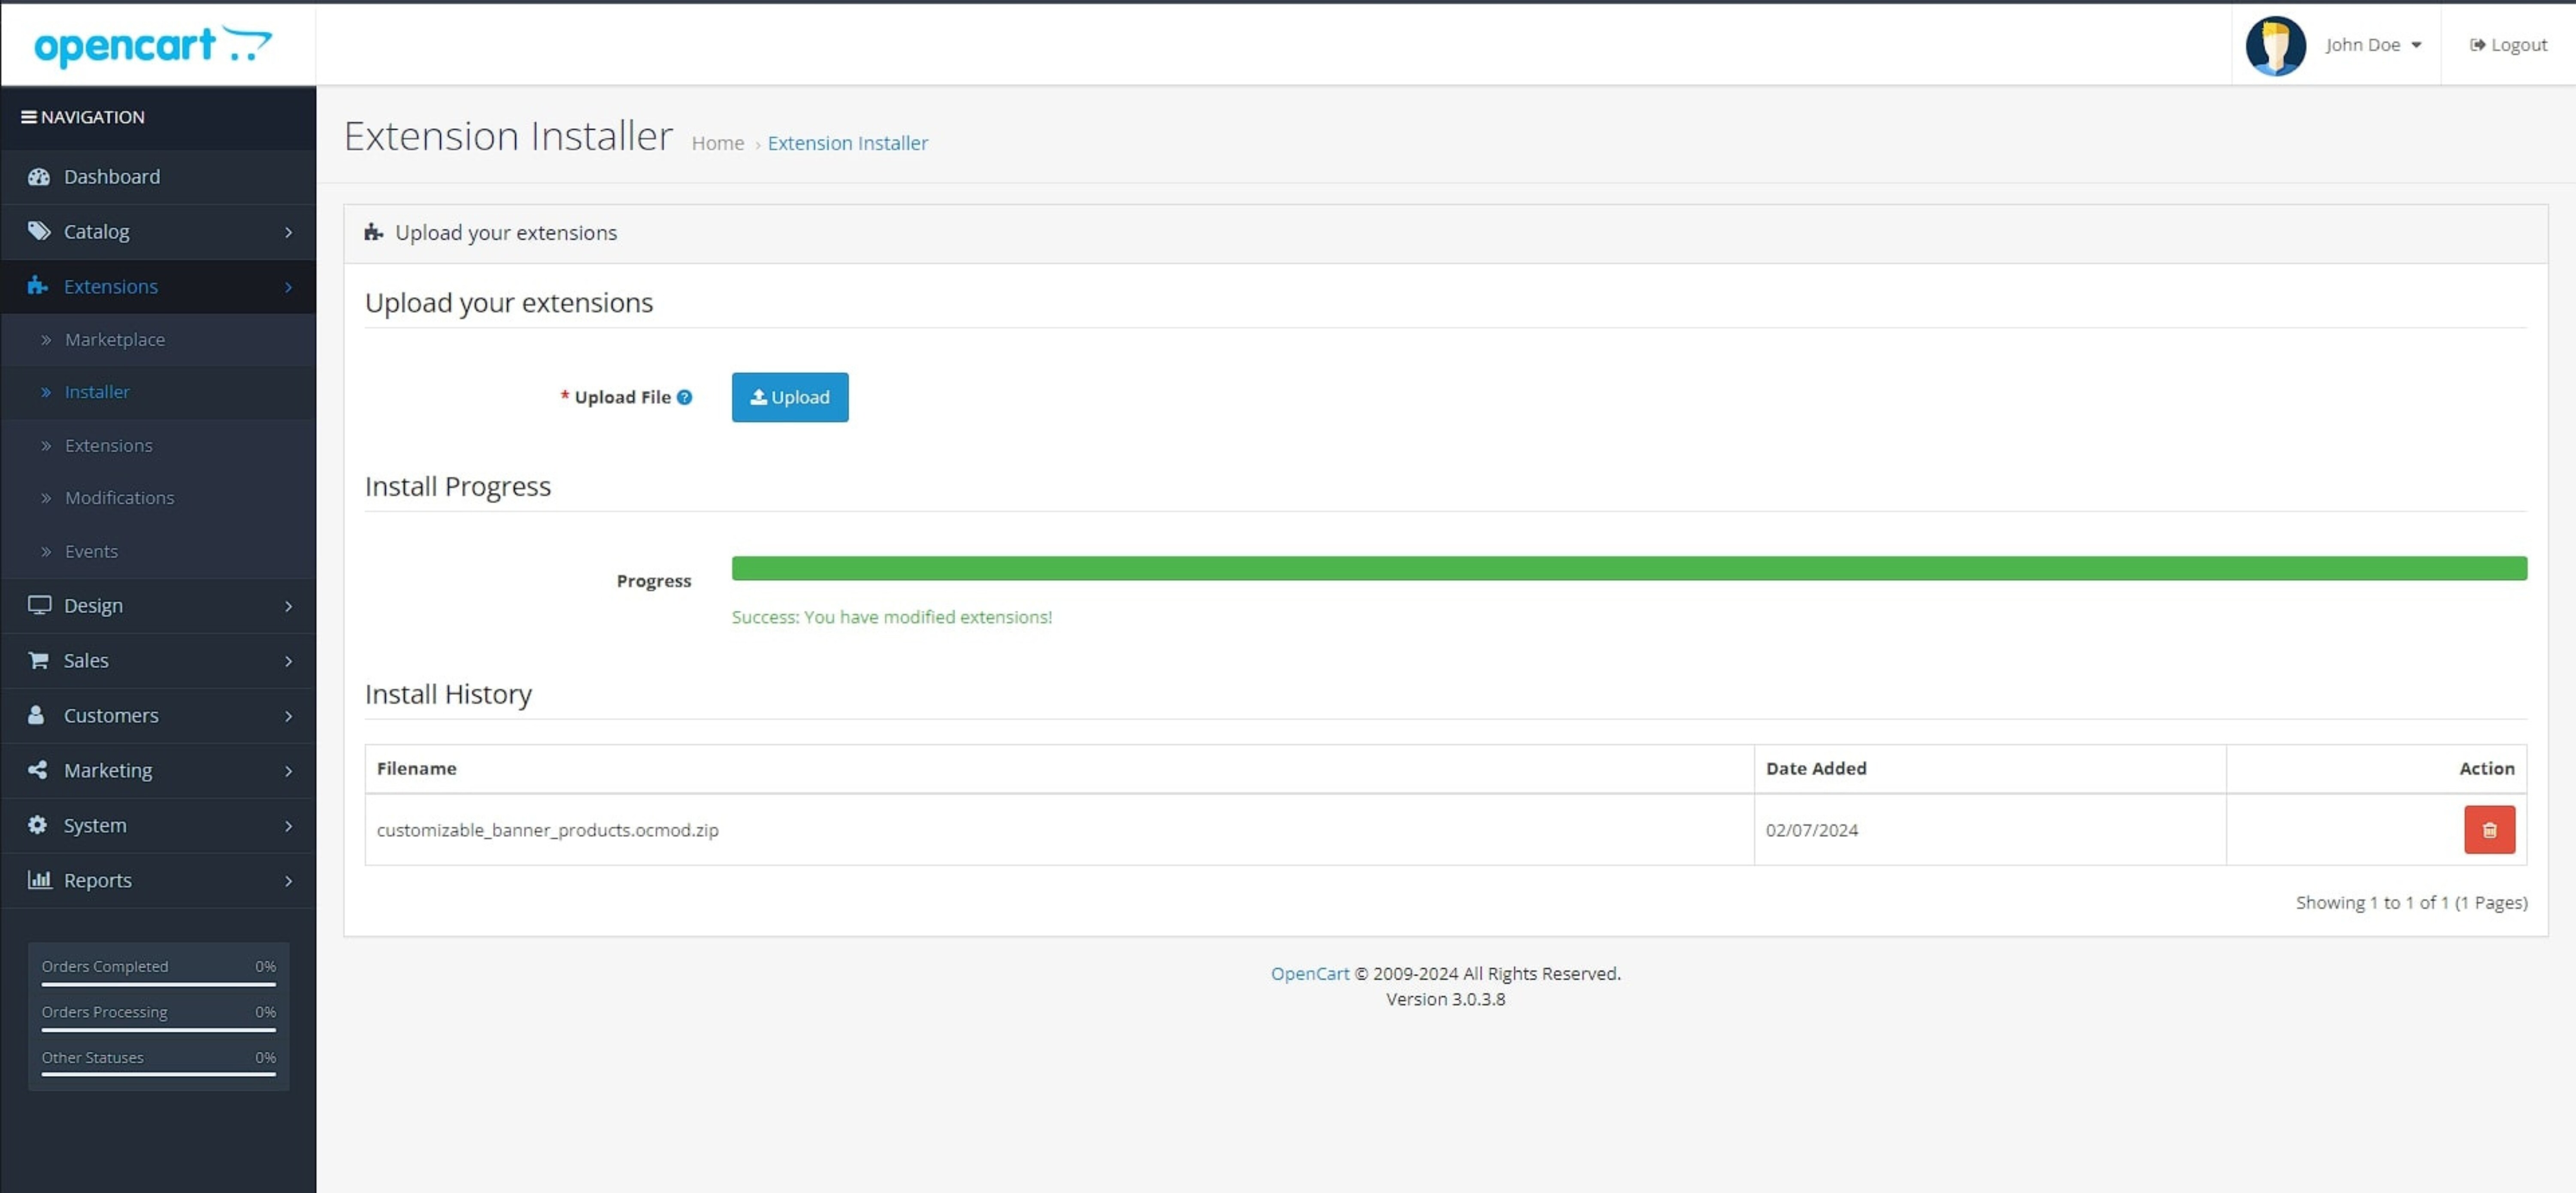 opencart
John Doe
Logout
NAVIGATION
Dashboard
Catalog
Extensions
» Marketplace
» Installer
» Extensions
» Modifications
» Events
Design
Sales
Customers
Marketing
System
Reports
Orders Completed 0%
Orders Processing 0%
Other Statuses 0%
Extension Installer Home › Extension Installer
Upload your extensions
Upload your extensions
* Upload File ? Upload
Install Progress
Progress
Success: You have modified extensions!
Install History
Filename Date Added Action
customizable_banner_products.ocmod.zip 02/07/2024
Showing 1 to 1 of 1 (1 Pages)
OpenCart © 2009-2024 All Rights Reserved.
Version 3.0.3.8